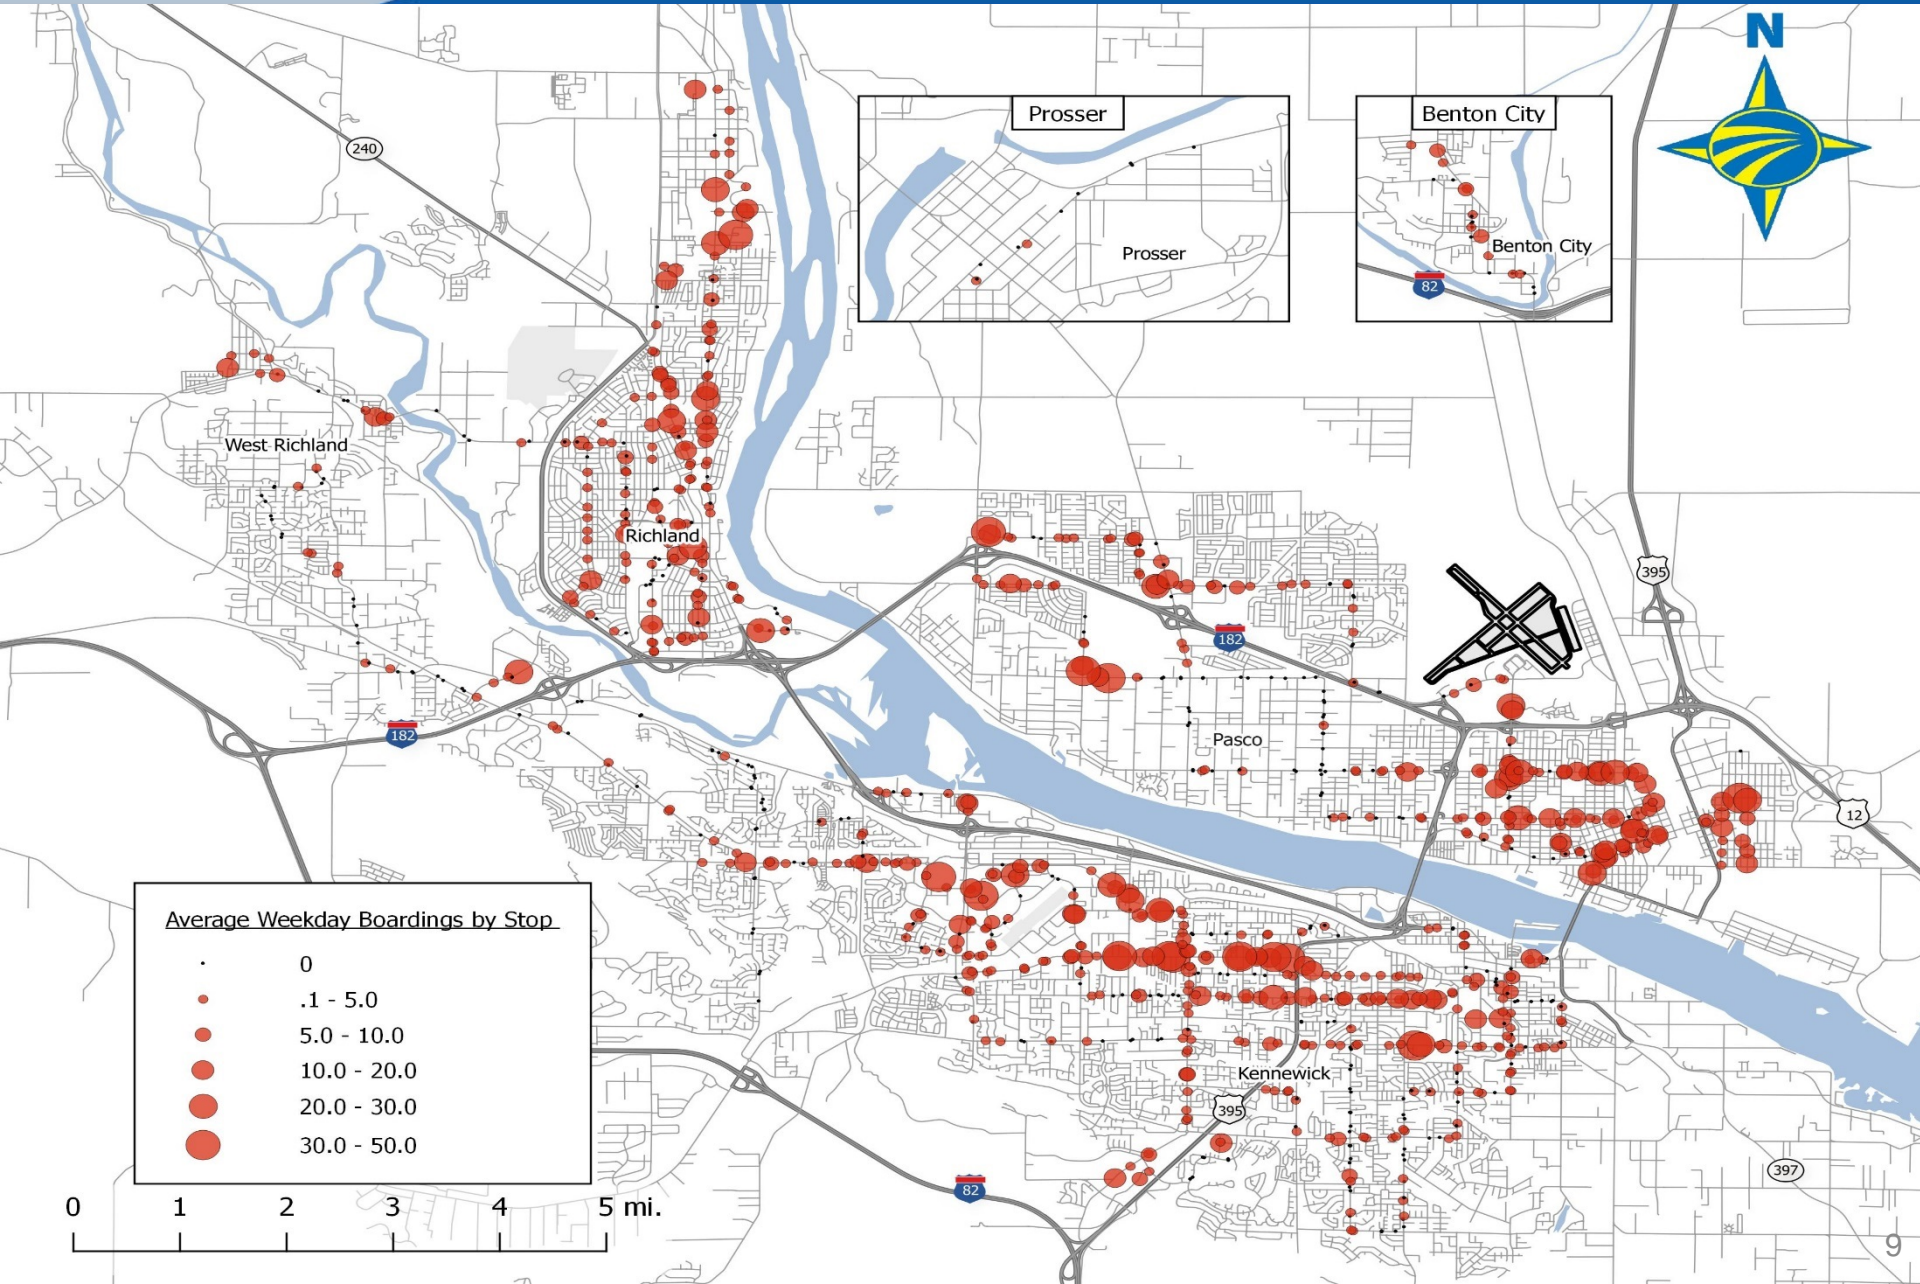 N
240
Prosser
Prosser
Benton City
Benton City
82
395
West Richland
Richland
182
182
Pasco
12
Average Weekday Boardings by Stop
0
.1 - 5.0
5.0 - 10.0
10.0 - 20.0
20.0 - 30.0
30.0 - 50.0
Kennewick
395
397
82
0 1 2 3 4 5 mi.
9